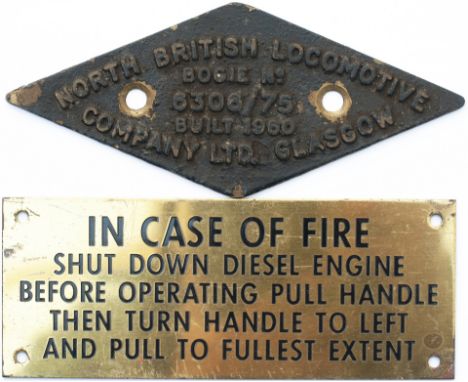 NORTH BRITISH LOCOMOTIVE
BOGIE No
6306/75
BUILT 1960
COMPANY LTD. GLASGOW
IN CASE OF FIRE
SHUT DOWN DIESEL ENGINE
BEFORE OPERATING PULL HANDLE
THEN TURN HANDLE TO LEFT
AND PULL TO FULLEST EXTENT